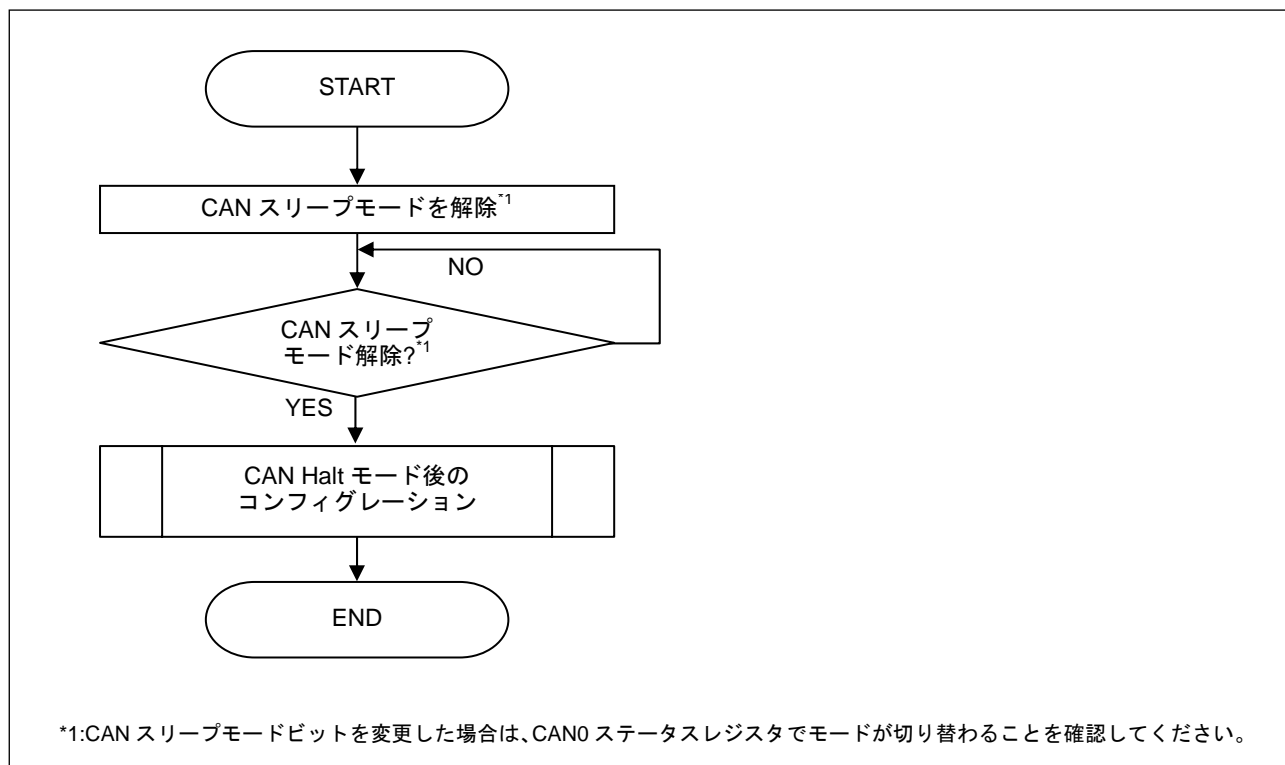 START
CAN スリープモードを解除*1
NO
CAN スリープ
モード解除?*1
YES
CAN Halt モード後の
コンフィグレーション
END
*1:CAN スリープモードビットを変更した場合は、CAN0 ステータスレジスタでモードが切り替わることを確認してください。